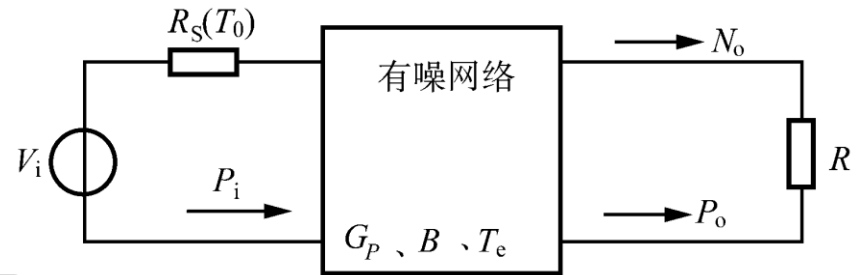 R_S(T_0)
N_o
有噪网络
V_i
R
P_i
P_o
G_P、B、T_e